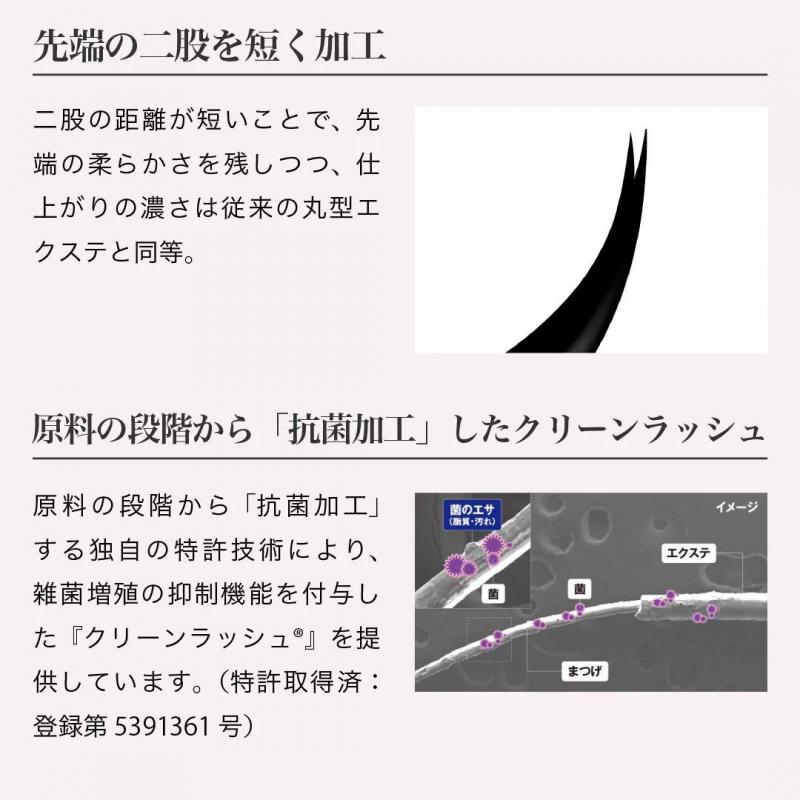 先端の二股を短く加工
二股の距離が短いことで、先
端の柔らかさを残しつつ、仕
上がりの濃さは従来の丸型エ
クステと同等。
原料の段階から「抗菌加工」したクリーンラッシュ
原料の段階から「抗菌加工」
する独自の特許技術により、
雑菌増殖の抑制機能を付与し
た『クリーンラッシュ®』を提
供しています。（特許取得済：
登録第 5391361 号）
菌のエサ
（脂質・汚れ）
菌
イメージ
エクステ
菌
まつげ